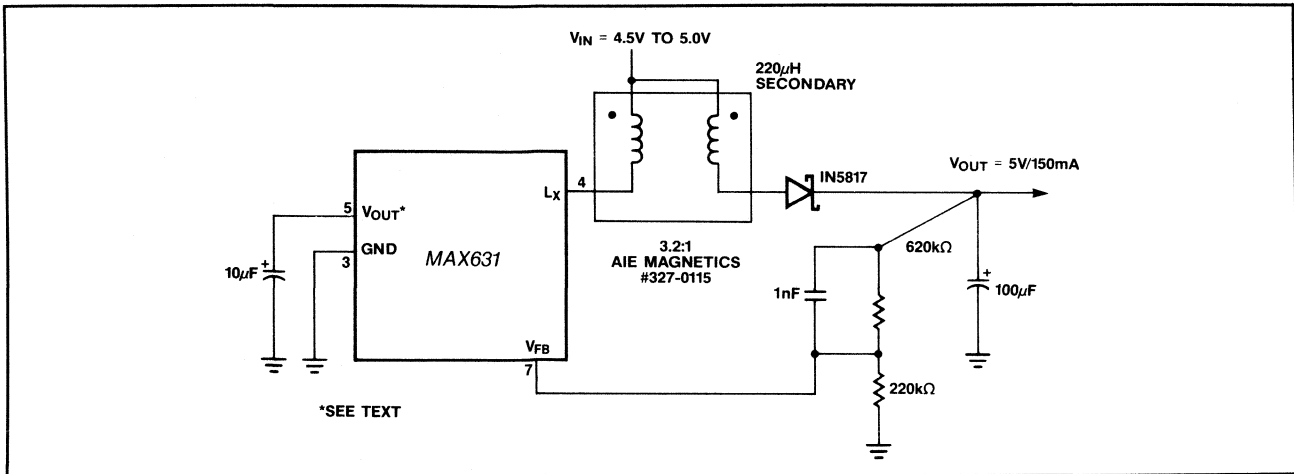 V_IN = 4.5V TO 5.0V
220µH
SECONDARY
V_OUT = 5V/150mA
IN5817
4
L_X
5
V_OUT*
GND
3
MAX631
10µF
+
3.2:1
AIE MAGNETICS
#327-0115
620kΩ
+
100µF
1nF
V_FB
7
220kΩ
*SEE TEXT